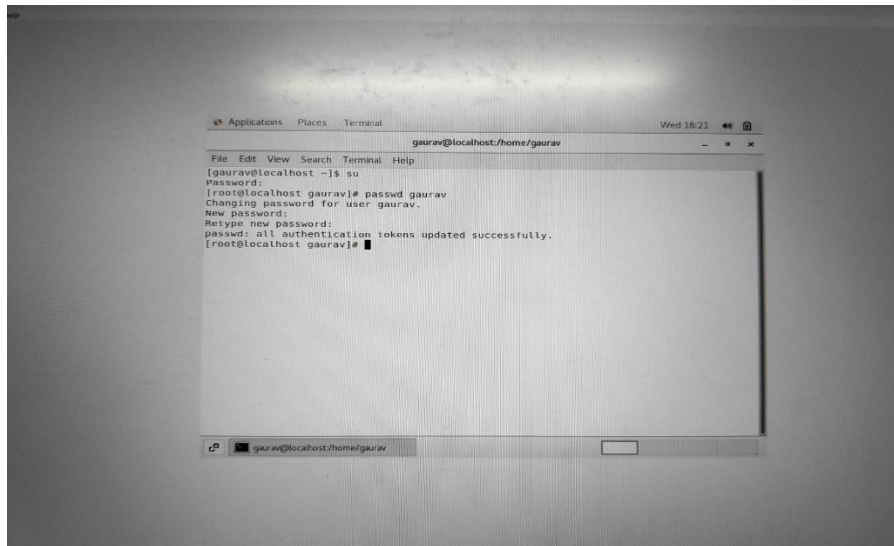 Help
Applications Places Terminal Wed 18:21
gaurav@localhost:/home/gaurav
File Edit View Search Terminal Help
[gaurav@localhost ~]$ su
Password:
[root@localhost gaurav]# passwd gaurav
Changing password for user gaurav.
New password:
Retype new password:
passwd: all authentication tokens updated successfully.
[root@localhost gaurav]#
gaurav@localhost:/home/gaurav